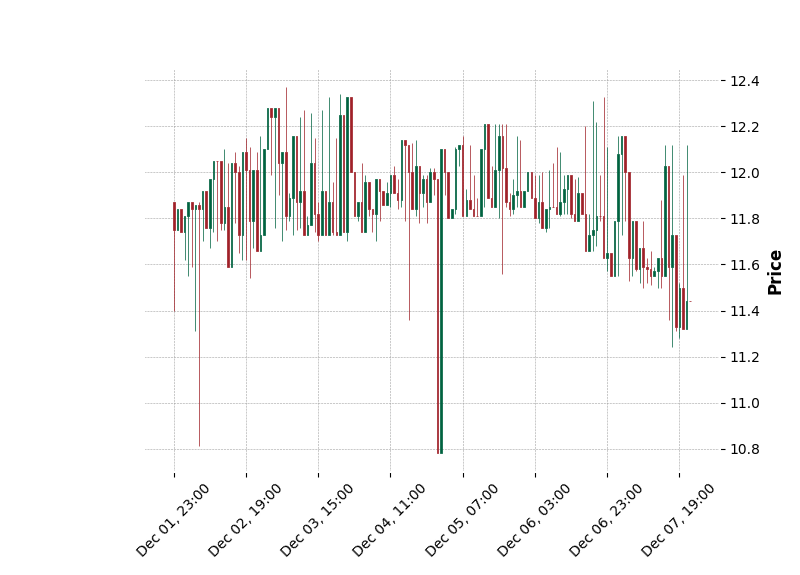 12.4
12.2
12.0
11.8
11.6
11.4
11.2
11.0
10.8
Price
Dec 01, 23:00
Dec 02, 19:00
Dec 03, 15:00
Dec 04, 11:00
Dec 05, 07:00
Dec 06, 03:00
Dec 06, 23:00
Dec 07, 19:00